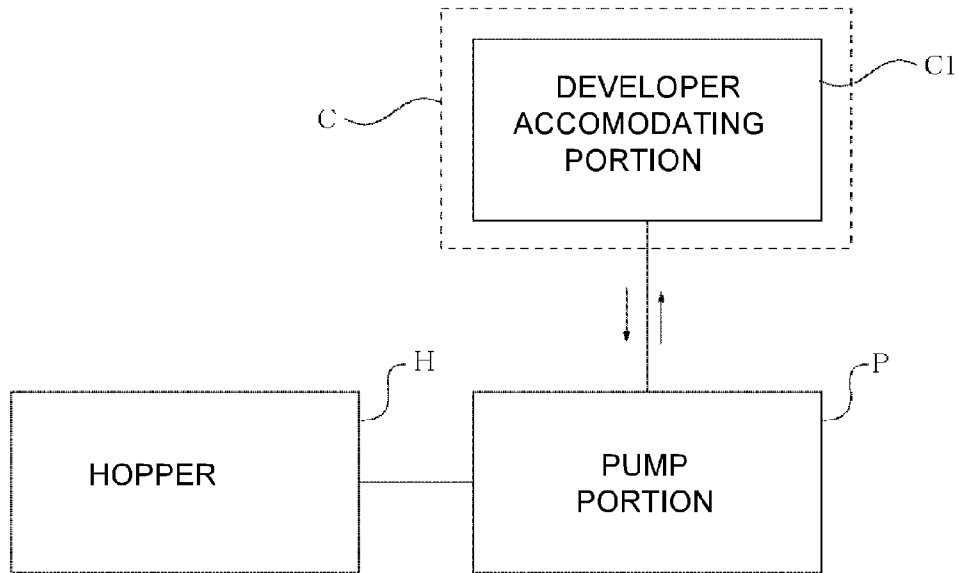 C
DEVELOPER
ACCOMODATING
PORTION
C1
H
HOPPER
P
PUMP
PORTION